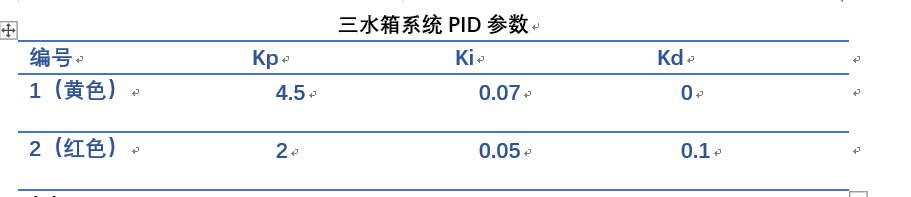 三水箱系统 PID 参数
编号 Kp Ki Kd
1（黄色） 4.5 0.07 0
2（红色） 2 0.05 0.1